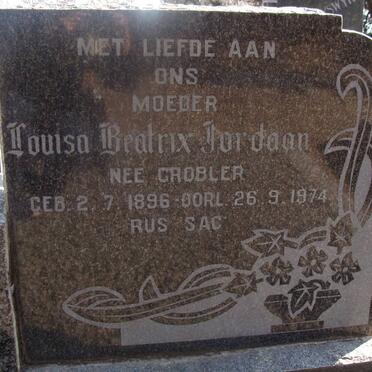 MET LIEFDE AAN
ONS
MOEDER
Louisa Beatrix Jordaan
NEE GROBLER
GEB. 2. 7. 1896 - OORL. 26. 9. 1974
RUS SAG